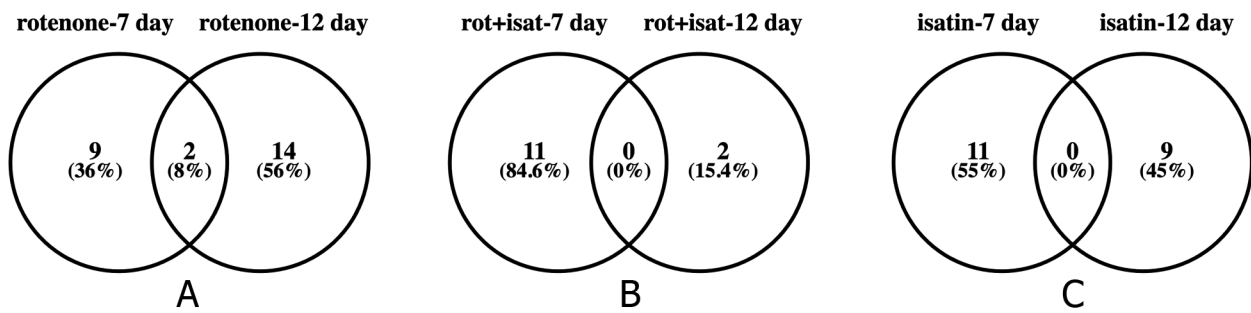 rotenone-7 day rotenone-12 day
9 2 14
(36%) (8%) (56%)
A
rot+isat-7 day rot+isat-12 day
11 0 2
(84.6%) (0%) (15.4%)
B
isatin-7 day isatin-12 day
11 0 9
(55%) (0%) (45%)
C